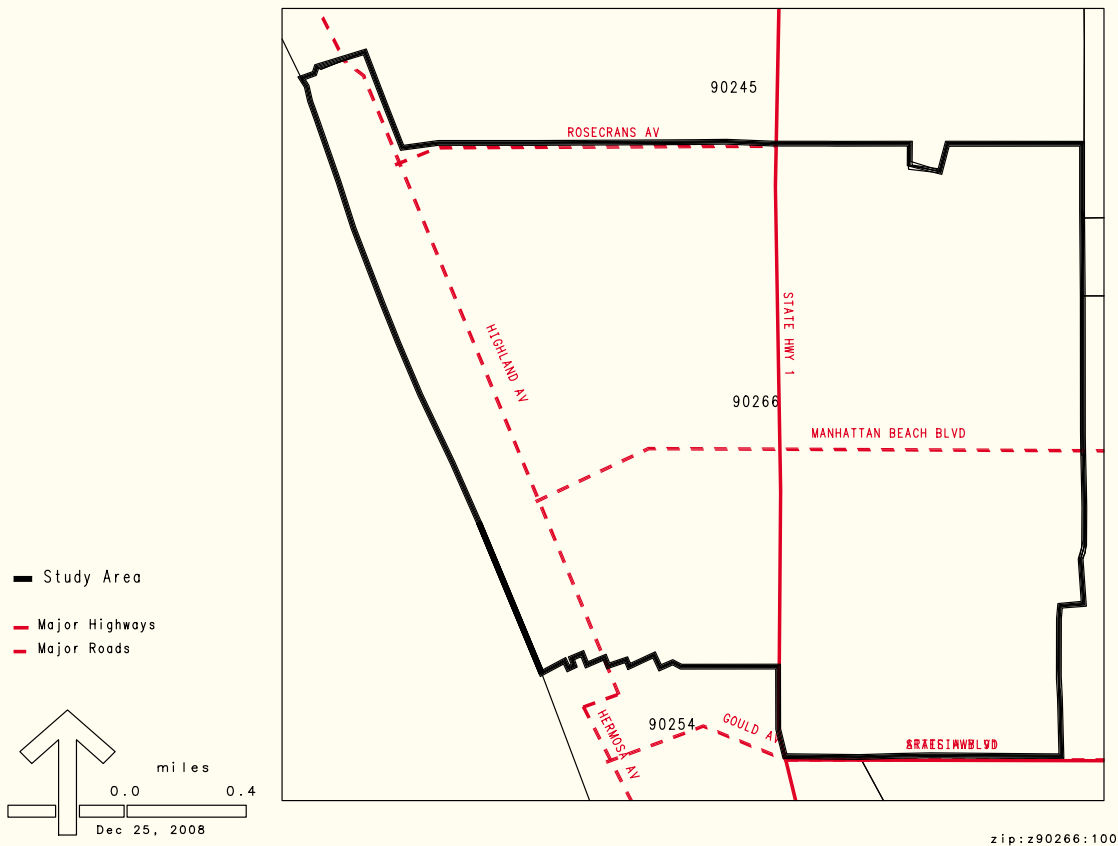 90245
ROSECRANS AV
STATE HWY 1
HIGHLAND AV
90266
MANHATTAN BEACH BLVD
Study Area
Major Highways
Major Roads
90254
GOULD AV
HERMOSA AV
miles
0.0 0.4
Dec 25, 2008
zip:z90266:100